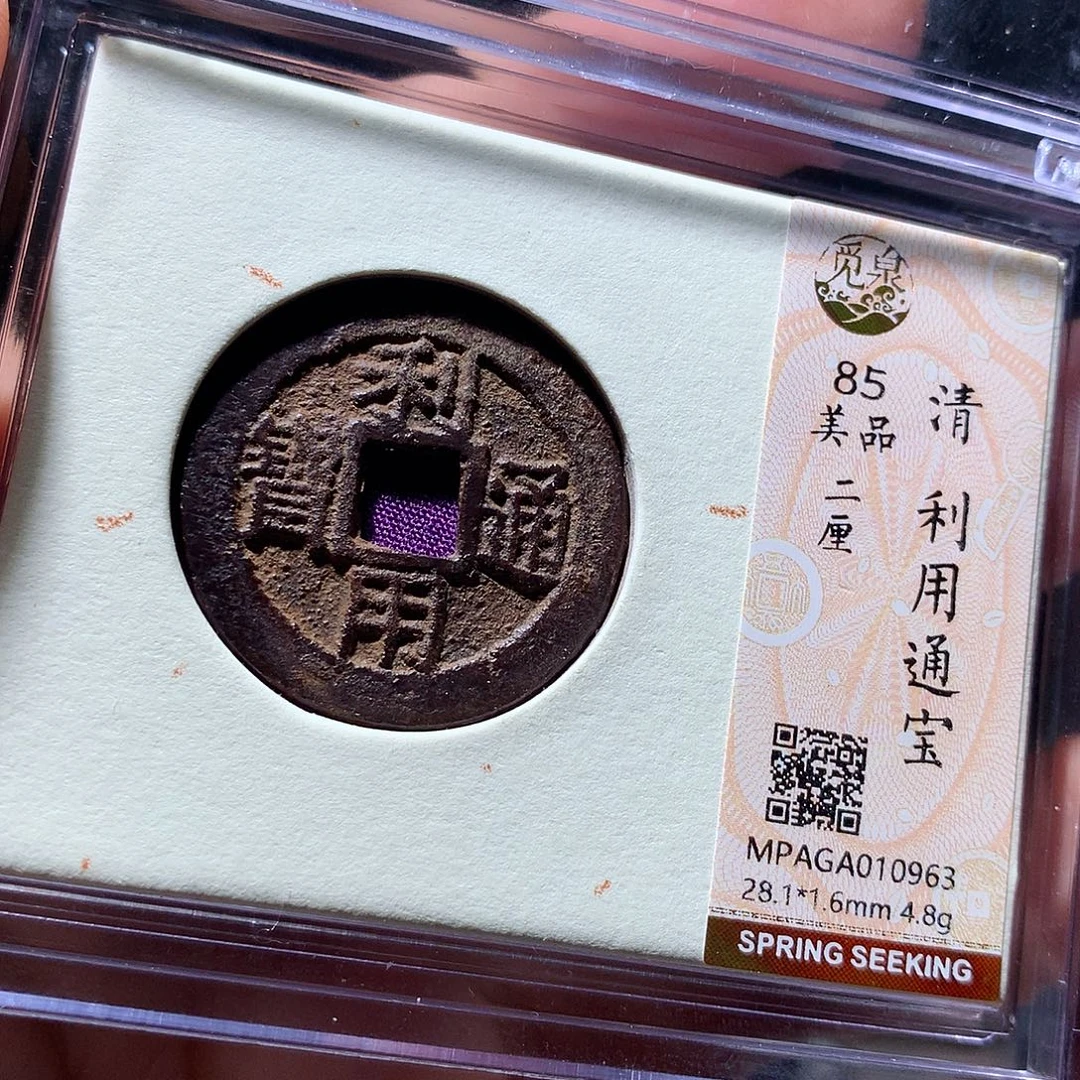 利用通寳
觅泉
85
美品
二厘
清 利用通宝
MPAGA010963
28.1*1.6mm 4.8g
SPRING SEEKING